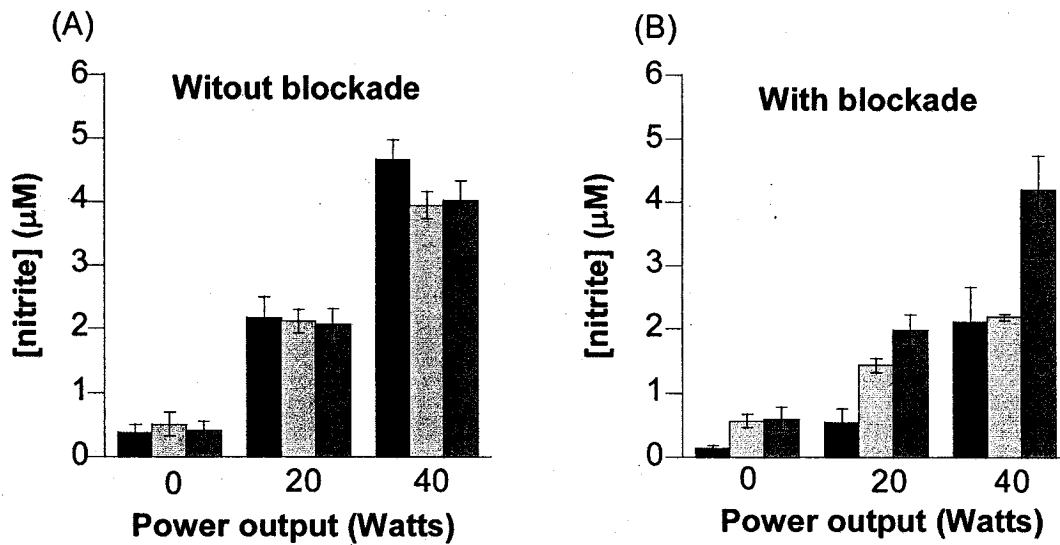 (A)
Witout blockade
[nitrite] (μM)
6
5
4
3
2
1
0
0 20 40
Power output (Watts)
(B)
With blockade
[nitrite] (μM)
6
5
4
3
2
1
0
0 20 40
Power output (Watts)